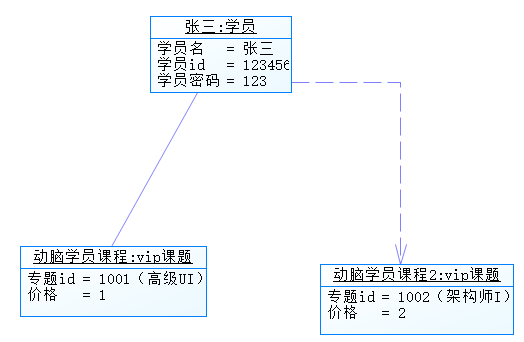 张三:学员
学员名 = 张三
学员id = 123456
学员密码 = 123
动脑学员课程:vip课题
专题id = 1001（高级UI）
价格 = 1
动脑学员课程2:vip课题
专题id = 1002（架构师I）
价格 = 2